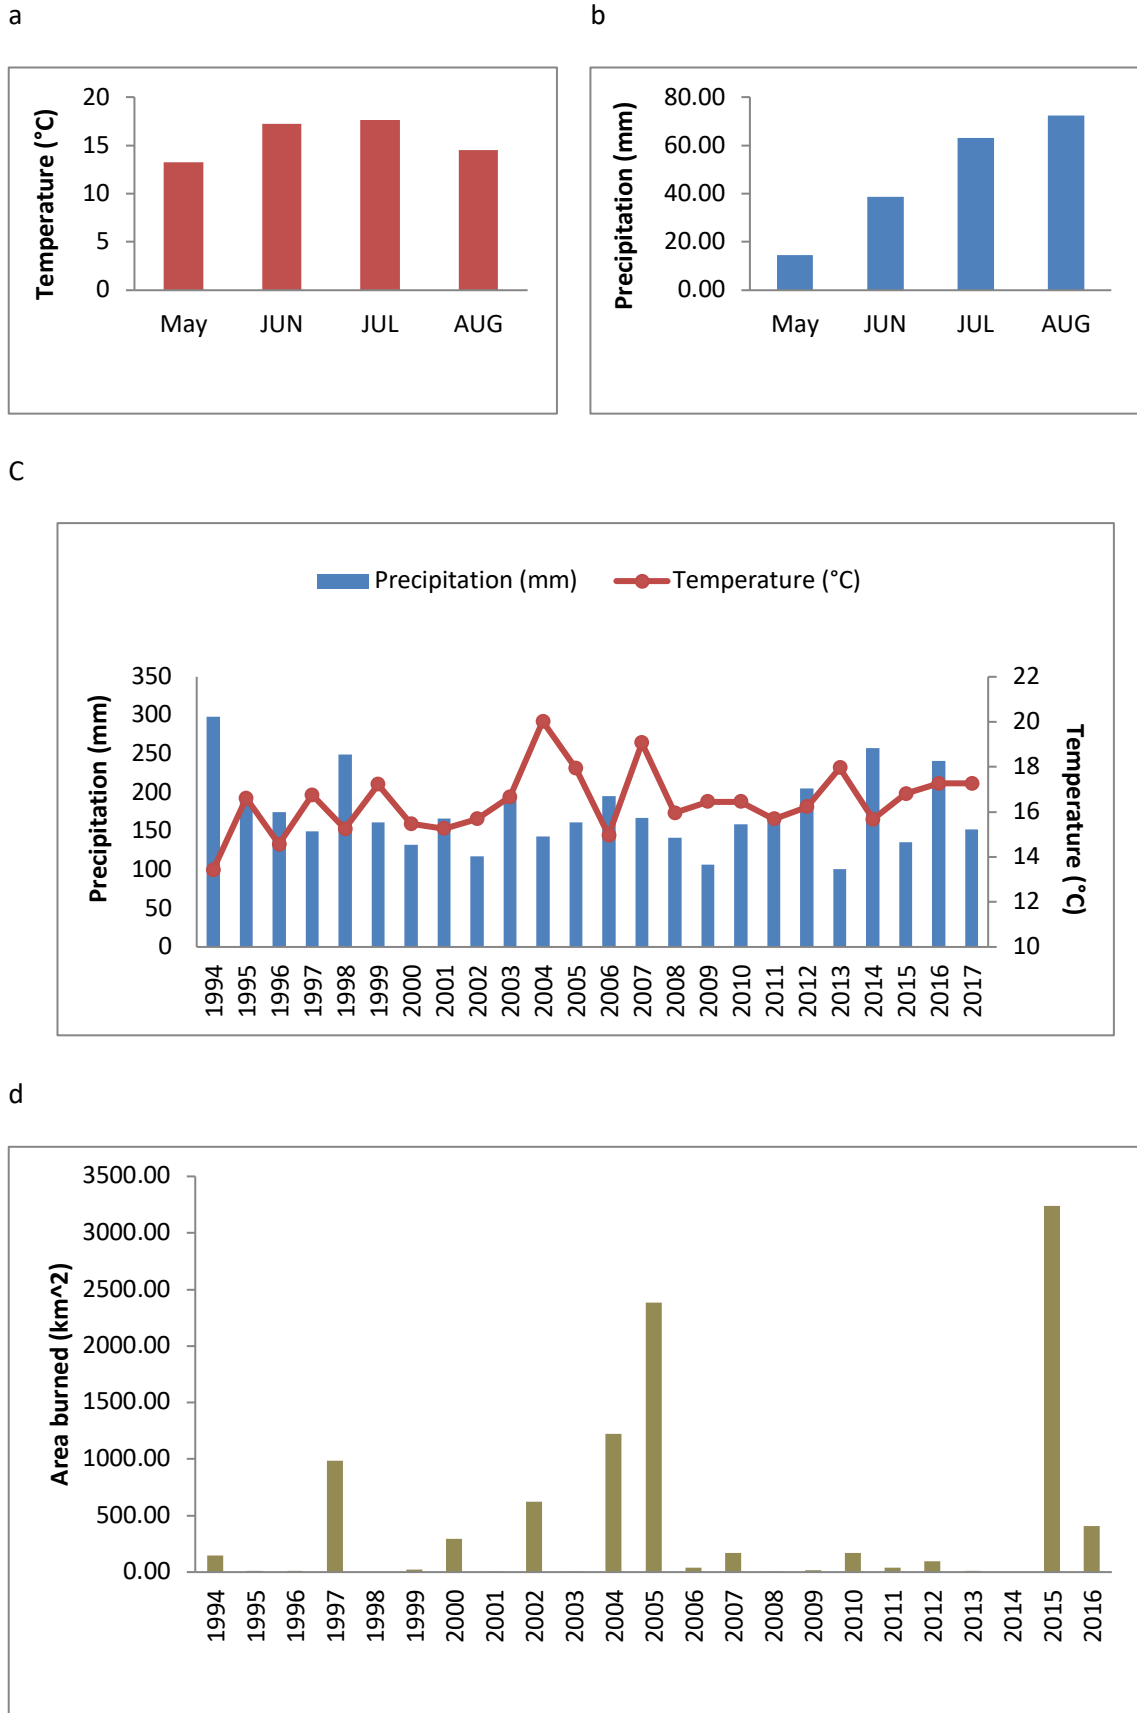 a
b
Temperature (°C)
20
15
10
5
0
May JUN JUL AUG
Precipitation (mm)
80.00
60.00
40.00
20.00
0.00
May JUN JUL AUG
C
Precipitation (mm) Temperature (°C)
Precipitation (mm)
350
300
250
200
150
100
50
0
22
20
18
16
14
12
10
Temperature (°C)
1994 1995 1996 1997 1998 1999 2000 2001 2002 2003 2004 2005 2006 2007 2008 2009 2010 2011 2012 2013 2014 2015 2016 2017
d
Area burned (km^2)
3500.00
3000.00
2500.00
2000.00
1500.00
1000.00
500.00
0.00
1994 1995 1996 1997 1998 1999 2000 2001 2002 2003 2004 2005 2006 2007 2008 2009 2010 2011 2012 2013 2014 2015 2016